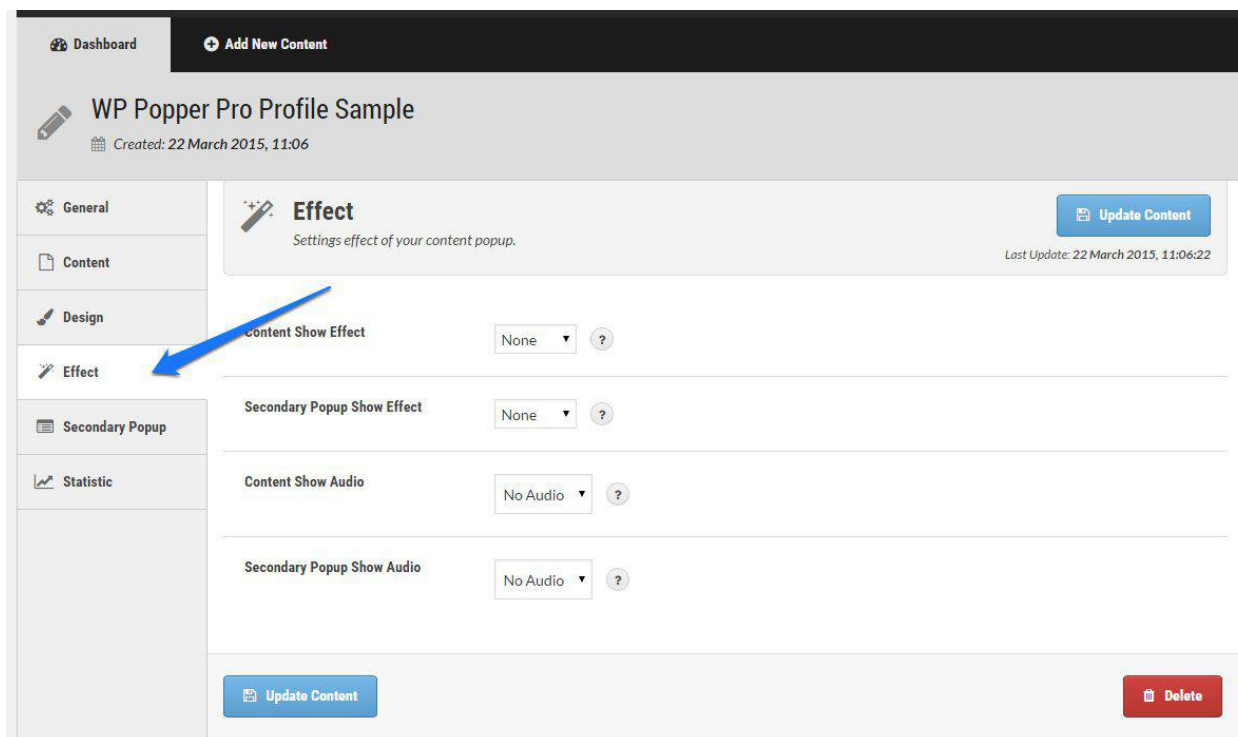 Dashboard
Add New Content
WP Popper Pro Profile Sample
Created: 22 March 2015, 11:06
General
Content
Design
Effect
Secondary Popup
Statistic
Effect
Settings effect of your content popup.
Update Content
Last Update: 22 March 2015, 11:06:22
Content Show Effect
None
?
Secondary Popup Show Effect
None
?
Content Show Audio
No Audio
?
Secondary Popup Show Audio
No Audio
?
Update Content
Delete